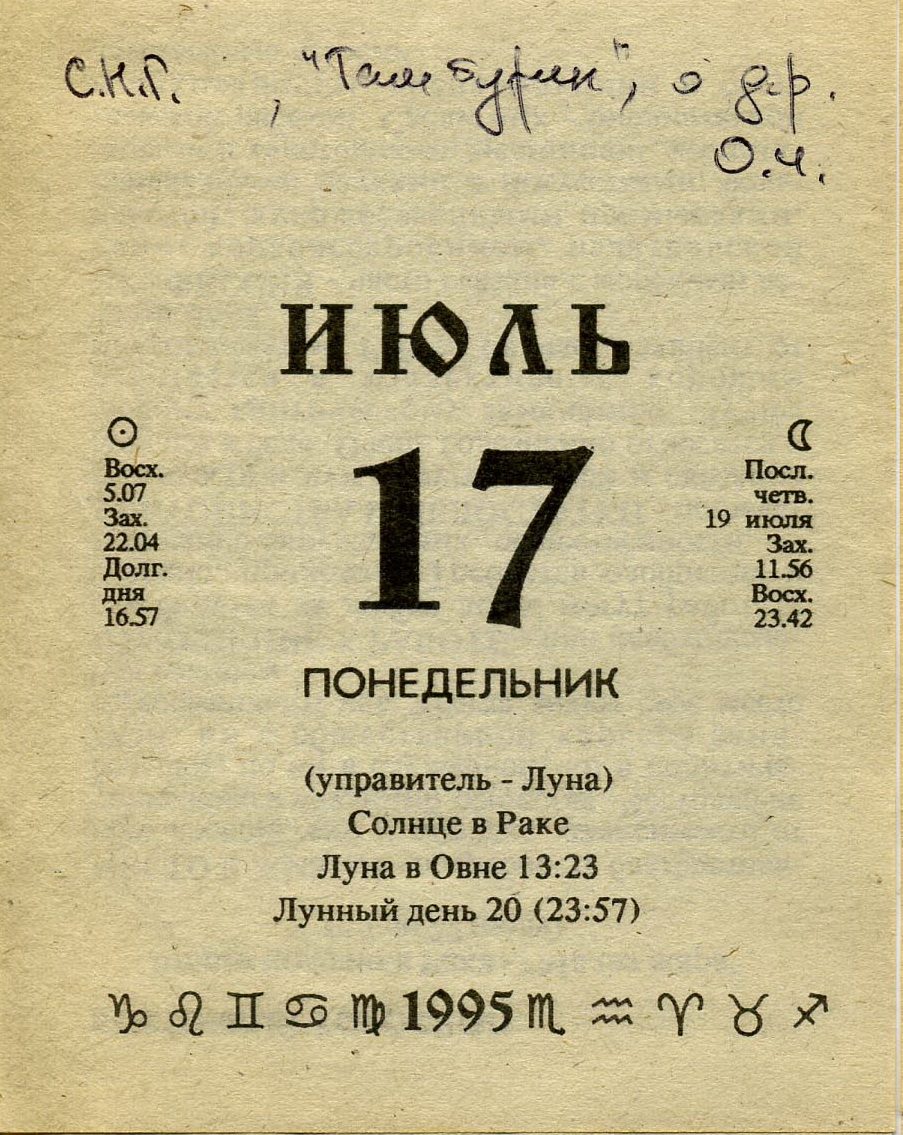 С.Н.Г. , "Тамбурин", о д.р.
О.ч.
ИЮЛЬ
17
Восх.
5.07
Зах.
22.04
Долг.
дня
16.57
Посл.
четв.
19 июля
Зах.
11.56
Восх.
23.42
ПОНЕДЕЛЬНИК
(управитель - Луна)
Солнце в Раке
Луна в Овне 13:23
Лунный день 20 (23:57)
♑ ♌ ♊ ♋ ♍ 1995 ♏ ♒ ♈ ♉ ♐